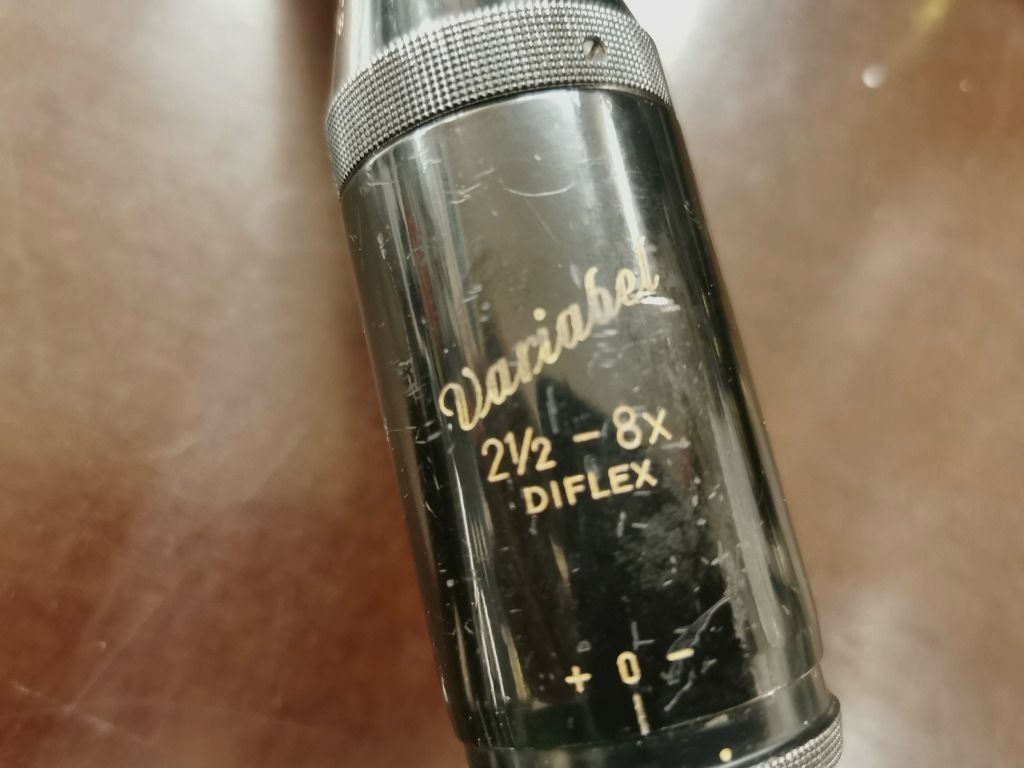 Variabel
2½ - 8x
DIFLEX
+ 0 -